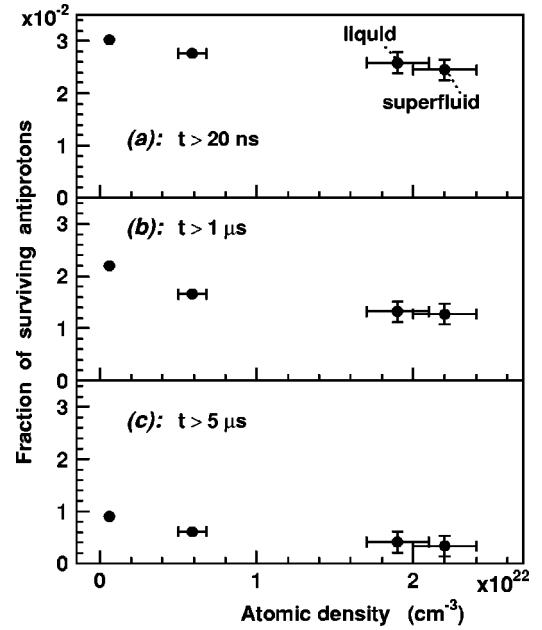 x10⁻²
3
2
1
0
liquid
superfluid
(a): t > 20 ns
3
2
1
0
(b): t > 1 μs
3
2
1
0
(c): t > 5 μs
0
1
2
x10²²
Atomic density (cm⁻³)
Fraction of surviving antiprotons